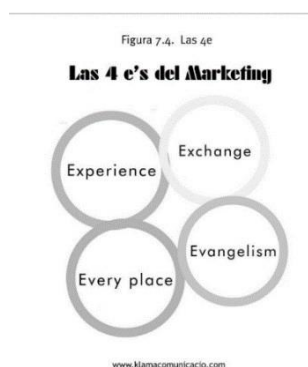 Figura 7.4. Las 4e
Las 4 e's del Marketing
Experience
Exchange
Every place
Evangelism
www.klamacomunicacio.com